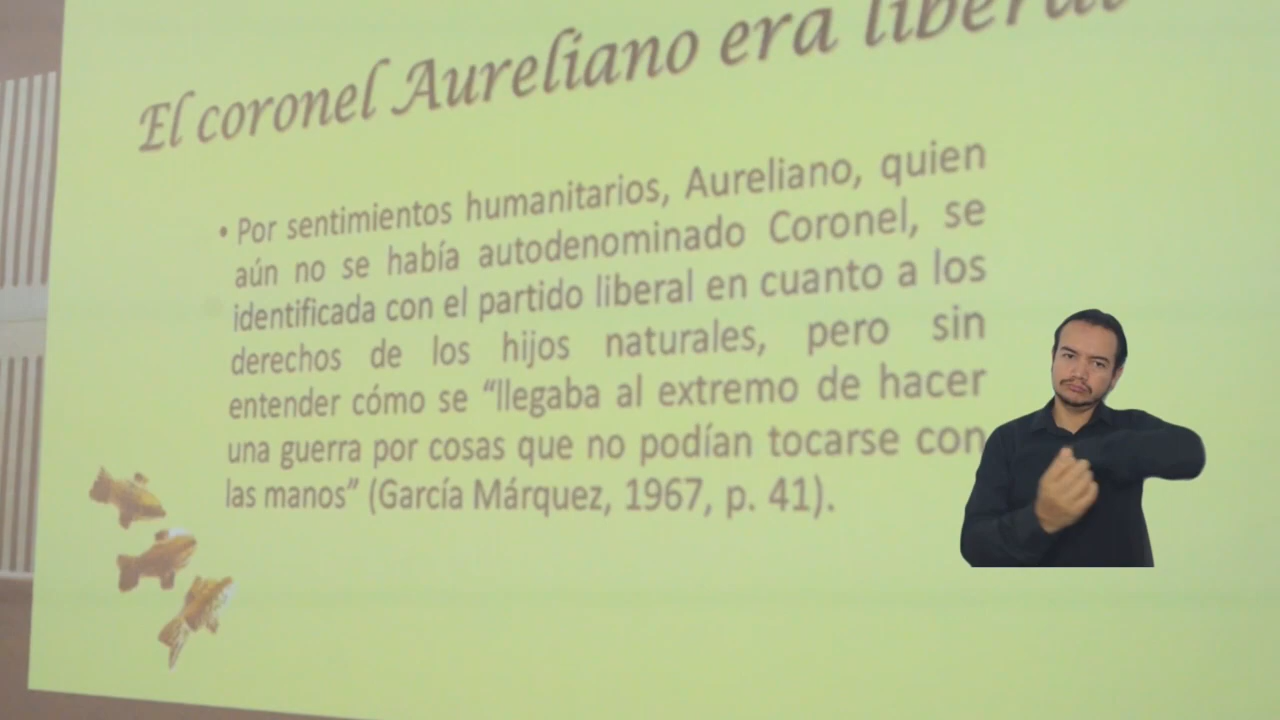 El coronel Aureliano era liberal
• Por sentimientos humanitarios, Aureliano, quien
aún no se había autodenominado Coronel, se
identificada con el partido liberal en cuanto a los
derechos de los hijos naturales, pero sin
entender cómo se “llegaba al extremo de hacer
una guerra por cosas que no podían tocarse con
las manos” (García Márquez, 1967, p. 41).